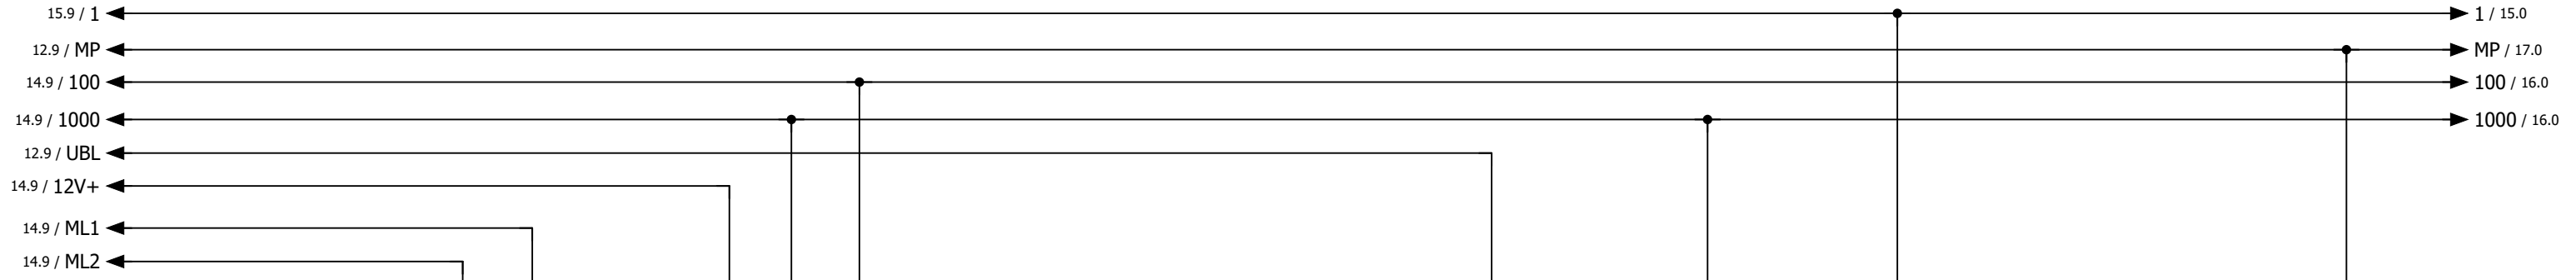 15.9 / 1
1 / 15.0
12.9 / MP
MP / 17.0
14.9 / 100
100 / 16.0
14.9 / 1000
1000 / 16.0
12.9 / UBL
14.9 / 12V+
14.9 / ML1
14.9 / ML2